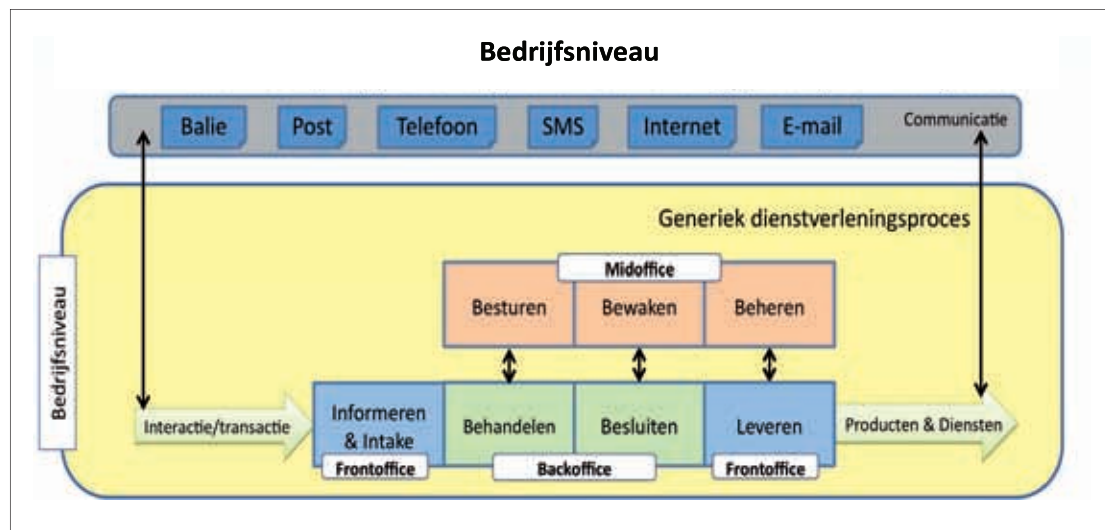 Bedrijfsniveau
Balie
Post
Telefoon
SMS
Internet
E-mail
Communicatie
Generiek dienstverleningsproces
Bedrijfsniveau
Midoffice
Besturen
Bewaken
Beheren
Interactie/transactie
Informeren
& Intake
Behandelen
Besluiten
Leveren
Producten & Diensten
Frontoffice
Backoffice
Frontoffice